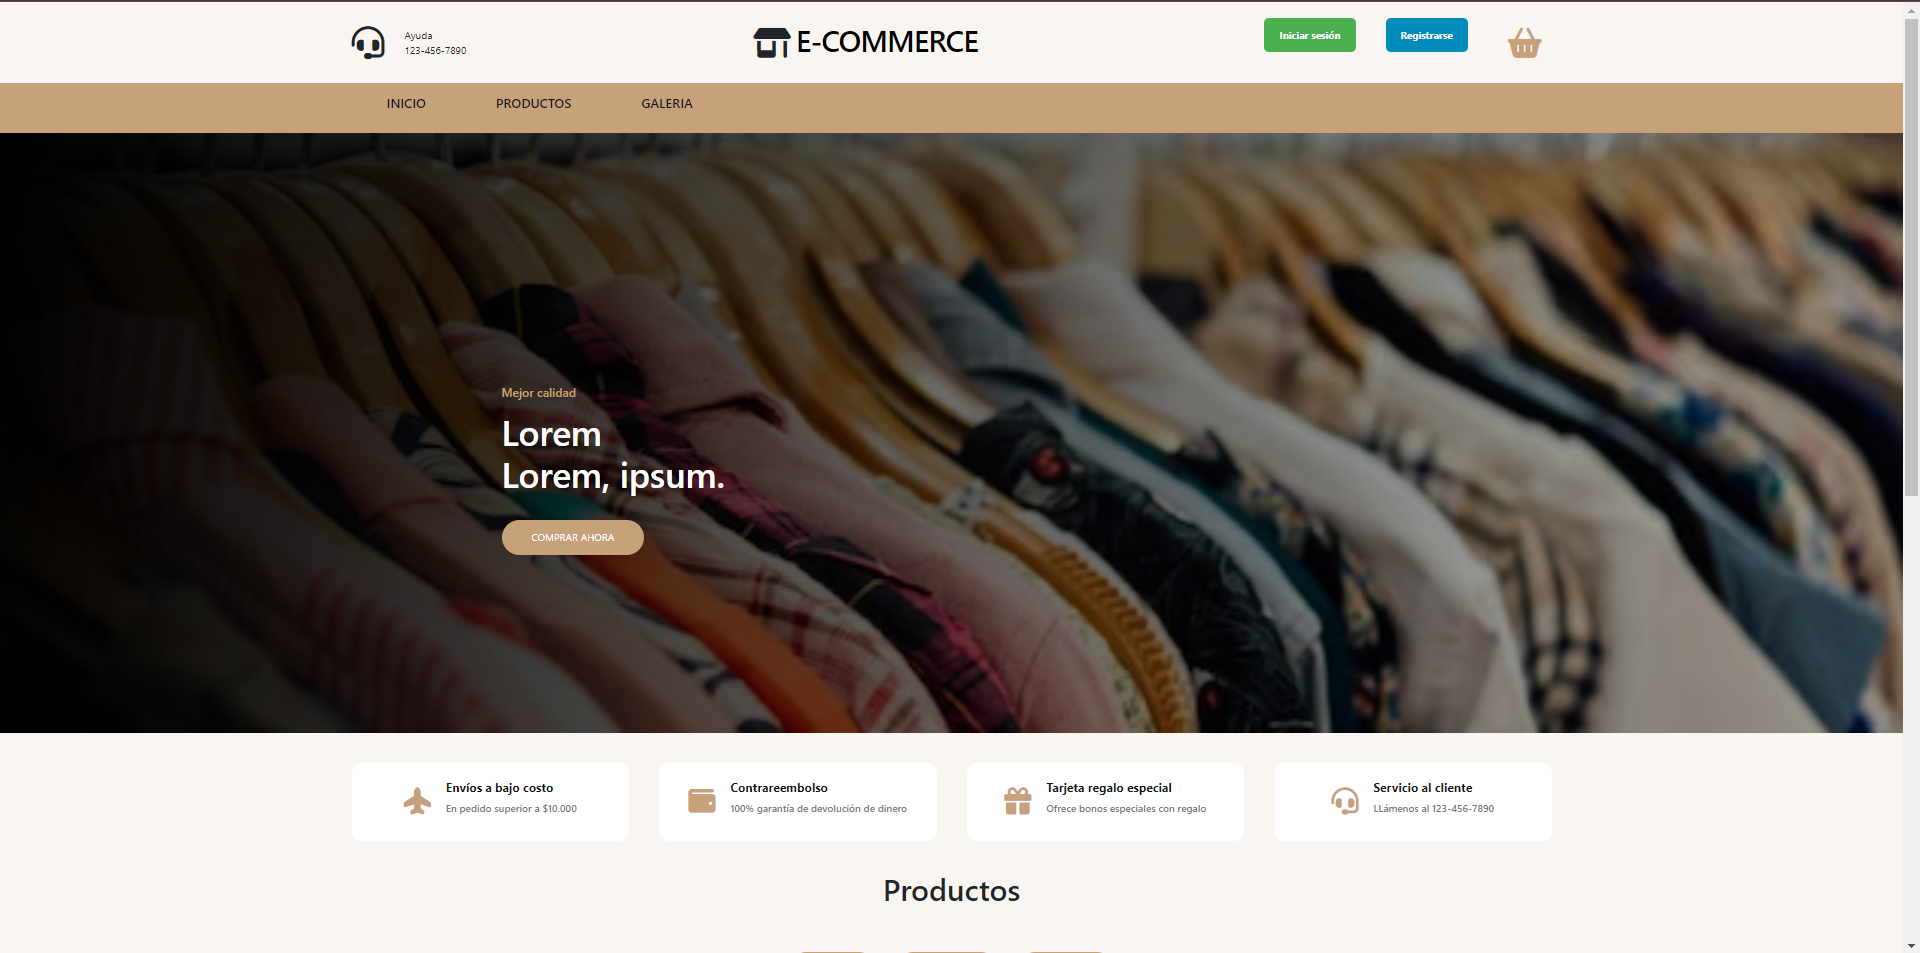 Ayuda
123-456-7890
E-COMMERCE
Iniciar sesión
Registrarse
INICIO
PRODUCTOS
GALERIA
Mejor calidad
Lorem
Lorem, ipsum.
COMPRAR AHORA
Envíos a bajo costo
En pedido superior a $10.000
Contrareembolso
100% garantía de devolución de dinero
Tarjeta regalo especial
Ofrece bonos especiales con regalo
Servicio al cliente
LLámenos al 123-456-7890
Productos